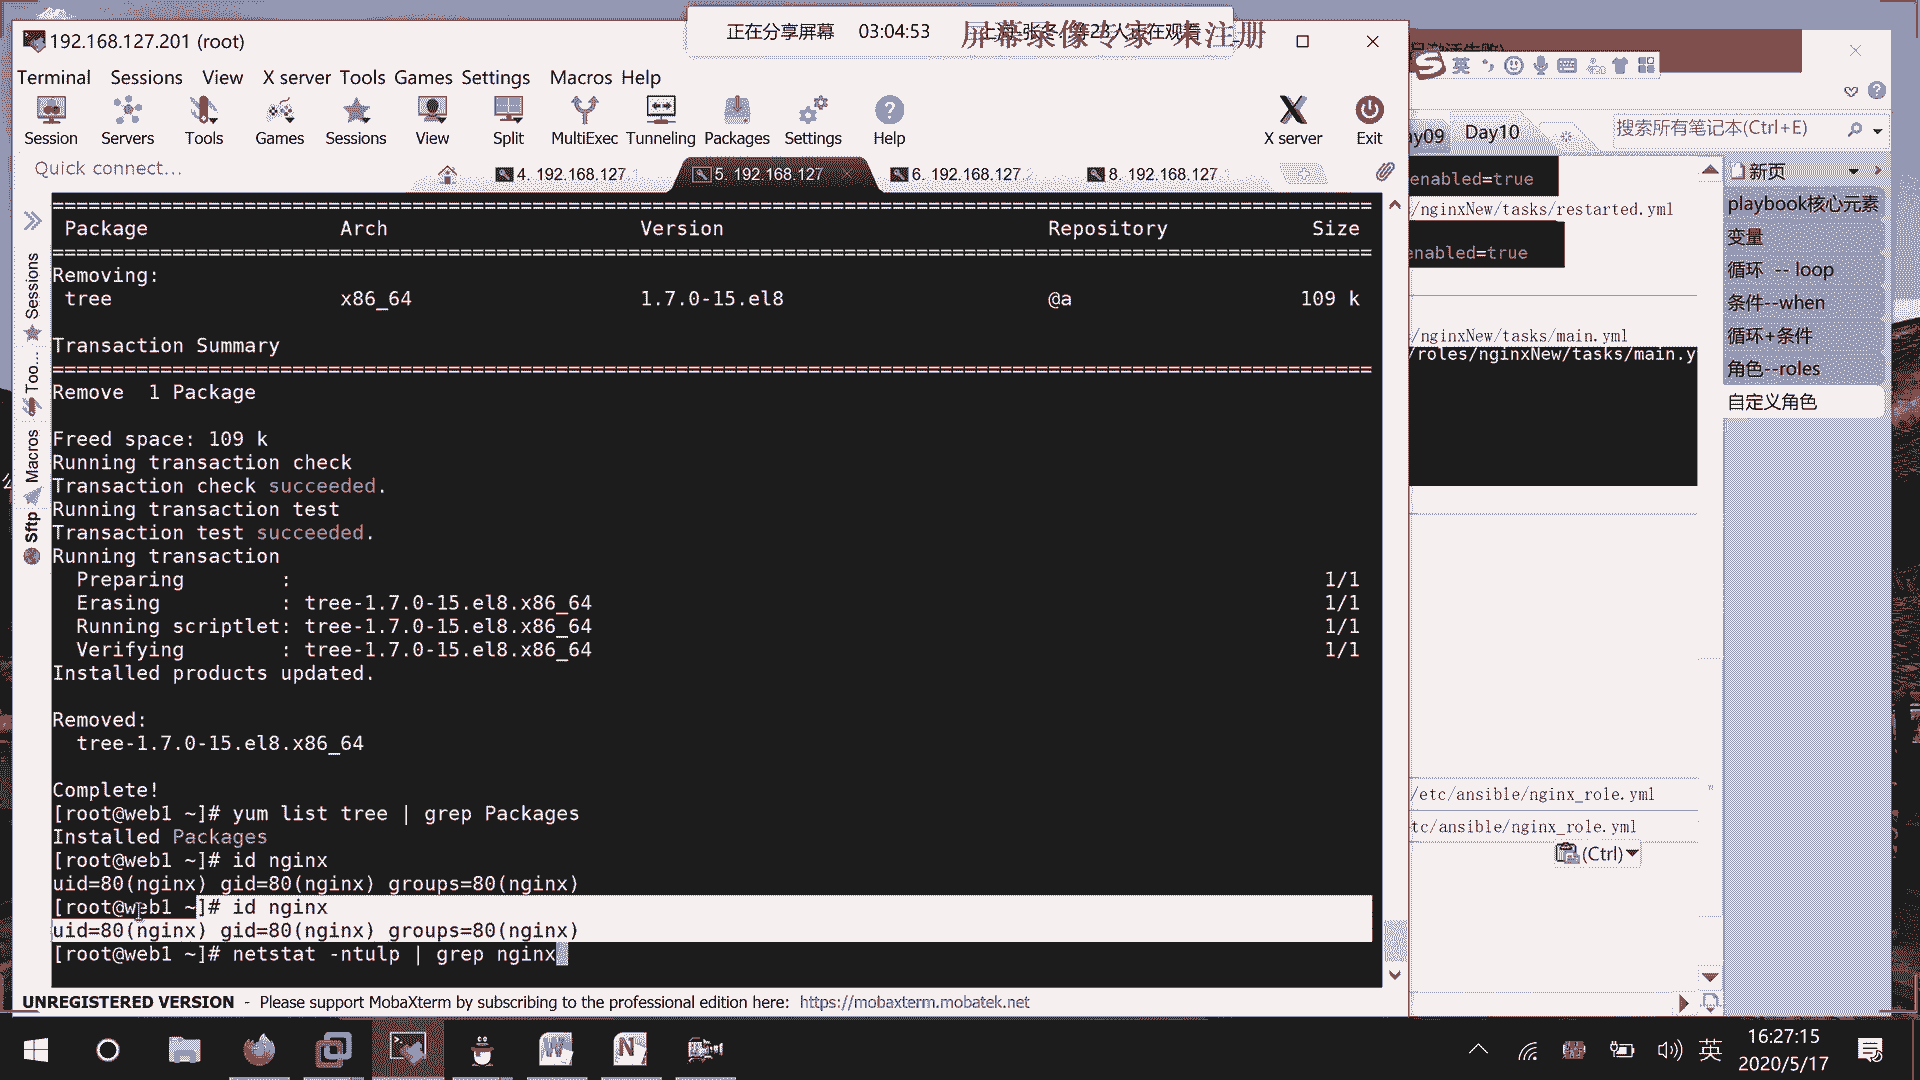 192.168.127.201 (root)
正在分享屏幕 03:04:53
屏幕录像专家 未注册
Terminal Sessions View X server Tools Games Settings Macros Help
Session Servers Tools Games Sessions View Split MultiExec Tunneling Packages Settings Help X server Exit
Quick connect...
4. 192.168.127
5. 192.168.127
6. 192.168.127
8. 192.168.127
Sessions
Too...
Macros
Sftp
================================================================
Package Arch Version Repository Size
================================================================
Removing:
tree x86_64 1.7.0-15.el8 @a 109 k
Transaction Summary
================================================================
Remove 1 Package
Freed space: 109 k
Running transaction check
Transaction check succeeded.
Running transaction test
Transaction test succeeded.
Running transaction
Preparing : 1/1
Erasing : tree-1.7.0-15.el8.x86_64 1/1
Running scriptlet: tree-1.7.0-15.el8.x86_64 1/1
Verifying : tree-1.7.0-15.el8.x86_64 1/1
Installed products updated.
Removed:
tree-1.7.0-15.el8.x86_64
Complete!
[root@web1 ~]# yum list tree | grep Packages
Installed Packages
[root@web1 ~]# id nginx
uid=80(nginx) gid=80(nginx) groups=80(nginx)
[root@web1 ~]# id nginx
uid=80(nginx) gid=80(nginx) groups=80(nginx)
[root@web1 ~]# netstat -ntulp | grep nginx
UNREGISTERED VERSION - Please support MobaXterm by subscribing to the professional edition here: https://mobaxterm.mobatek.net
英
ay09 Day10
搜索所有笔记本(Ctrl+E)
enabled=true
/nginxNew/tasks/restarted.yml
enabled=true
/nginxNew/tasks/main.yml
/roles/nginxNew/tasks/main.y
/etc/ansible/nginx_role.yml
tc/ansible/nginx_role.yml
(Ctrl)
新页
playbook核心元素
变量
循环 -- loop
条件--when
循环+条件
角色--roles
自定义角色
英
16:27:15
2020/5/17